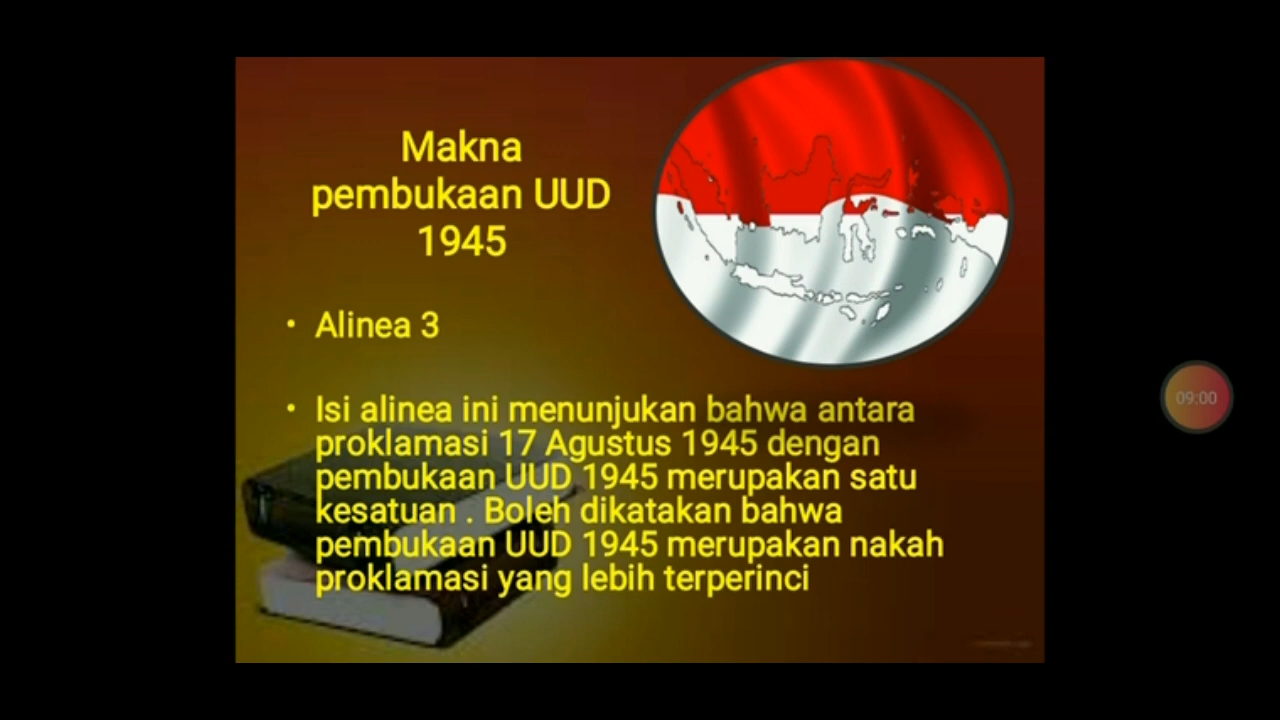 Makna
pembukaan UUD
1945
• Alinea 3
• Isi alinea ini menunjukan bahwa antara
proklamasi 17 Agustus 1945 dengan
pembukaan UUD 1945 merupakan satu
kesatuan . Boleh dikatakan bahwa
pembukaan UUD 1945 merupakan nakah
proklamasi yang lebih terperinci
09:00